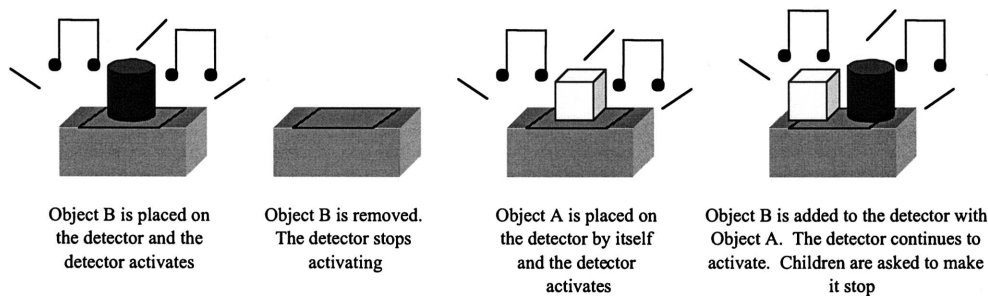 Object B is placed on
the detector and the
detector activates
Object B is removed.
The detector stops
activating
Object A is placed on
the detector by itself
and the detector
activates
Object B is added to the detector with
Object A. The detector continues to
activate. Children are asked to make
it stop